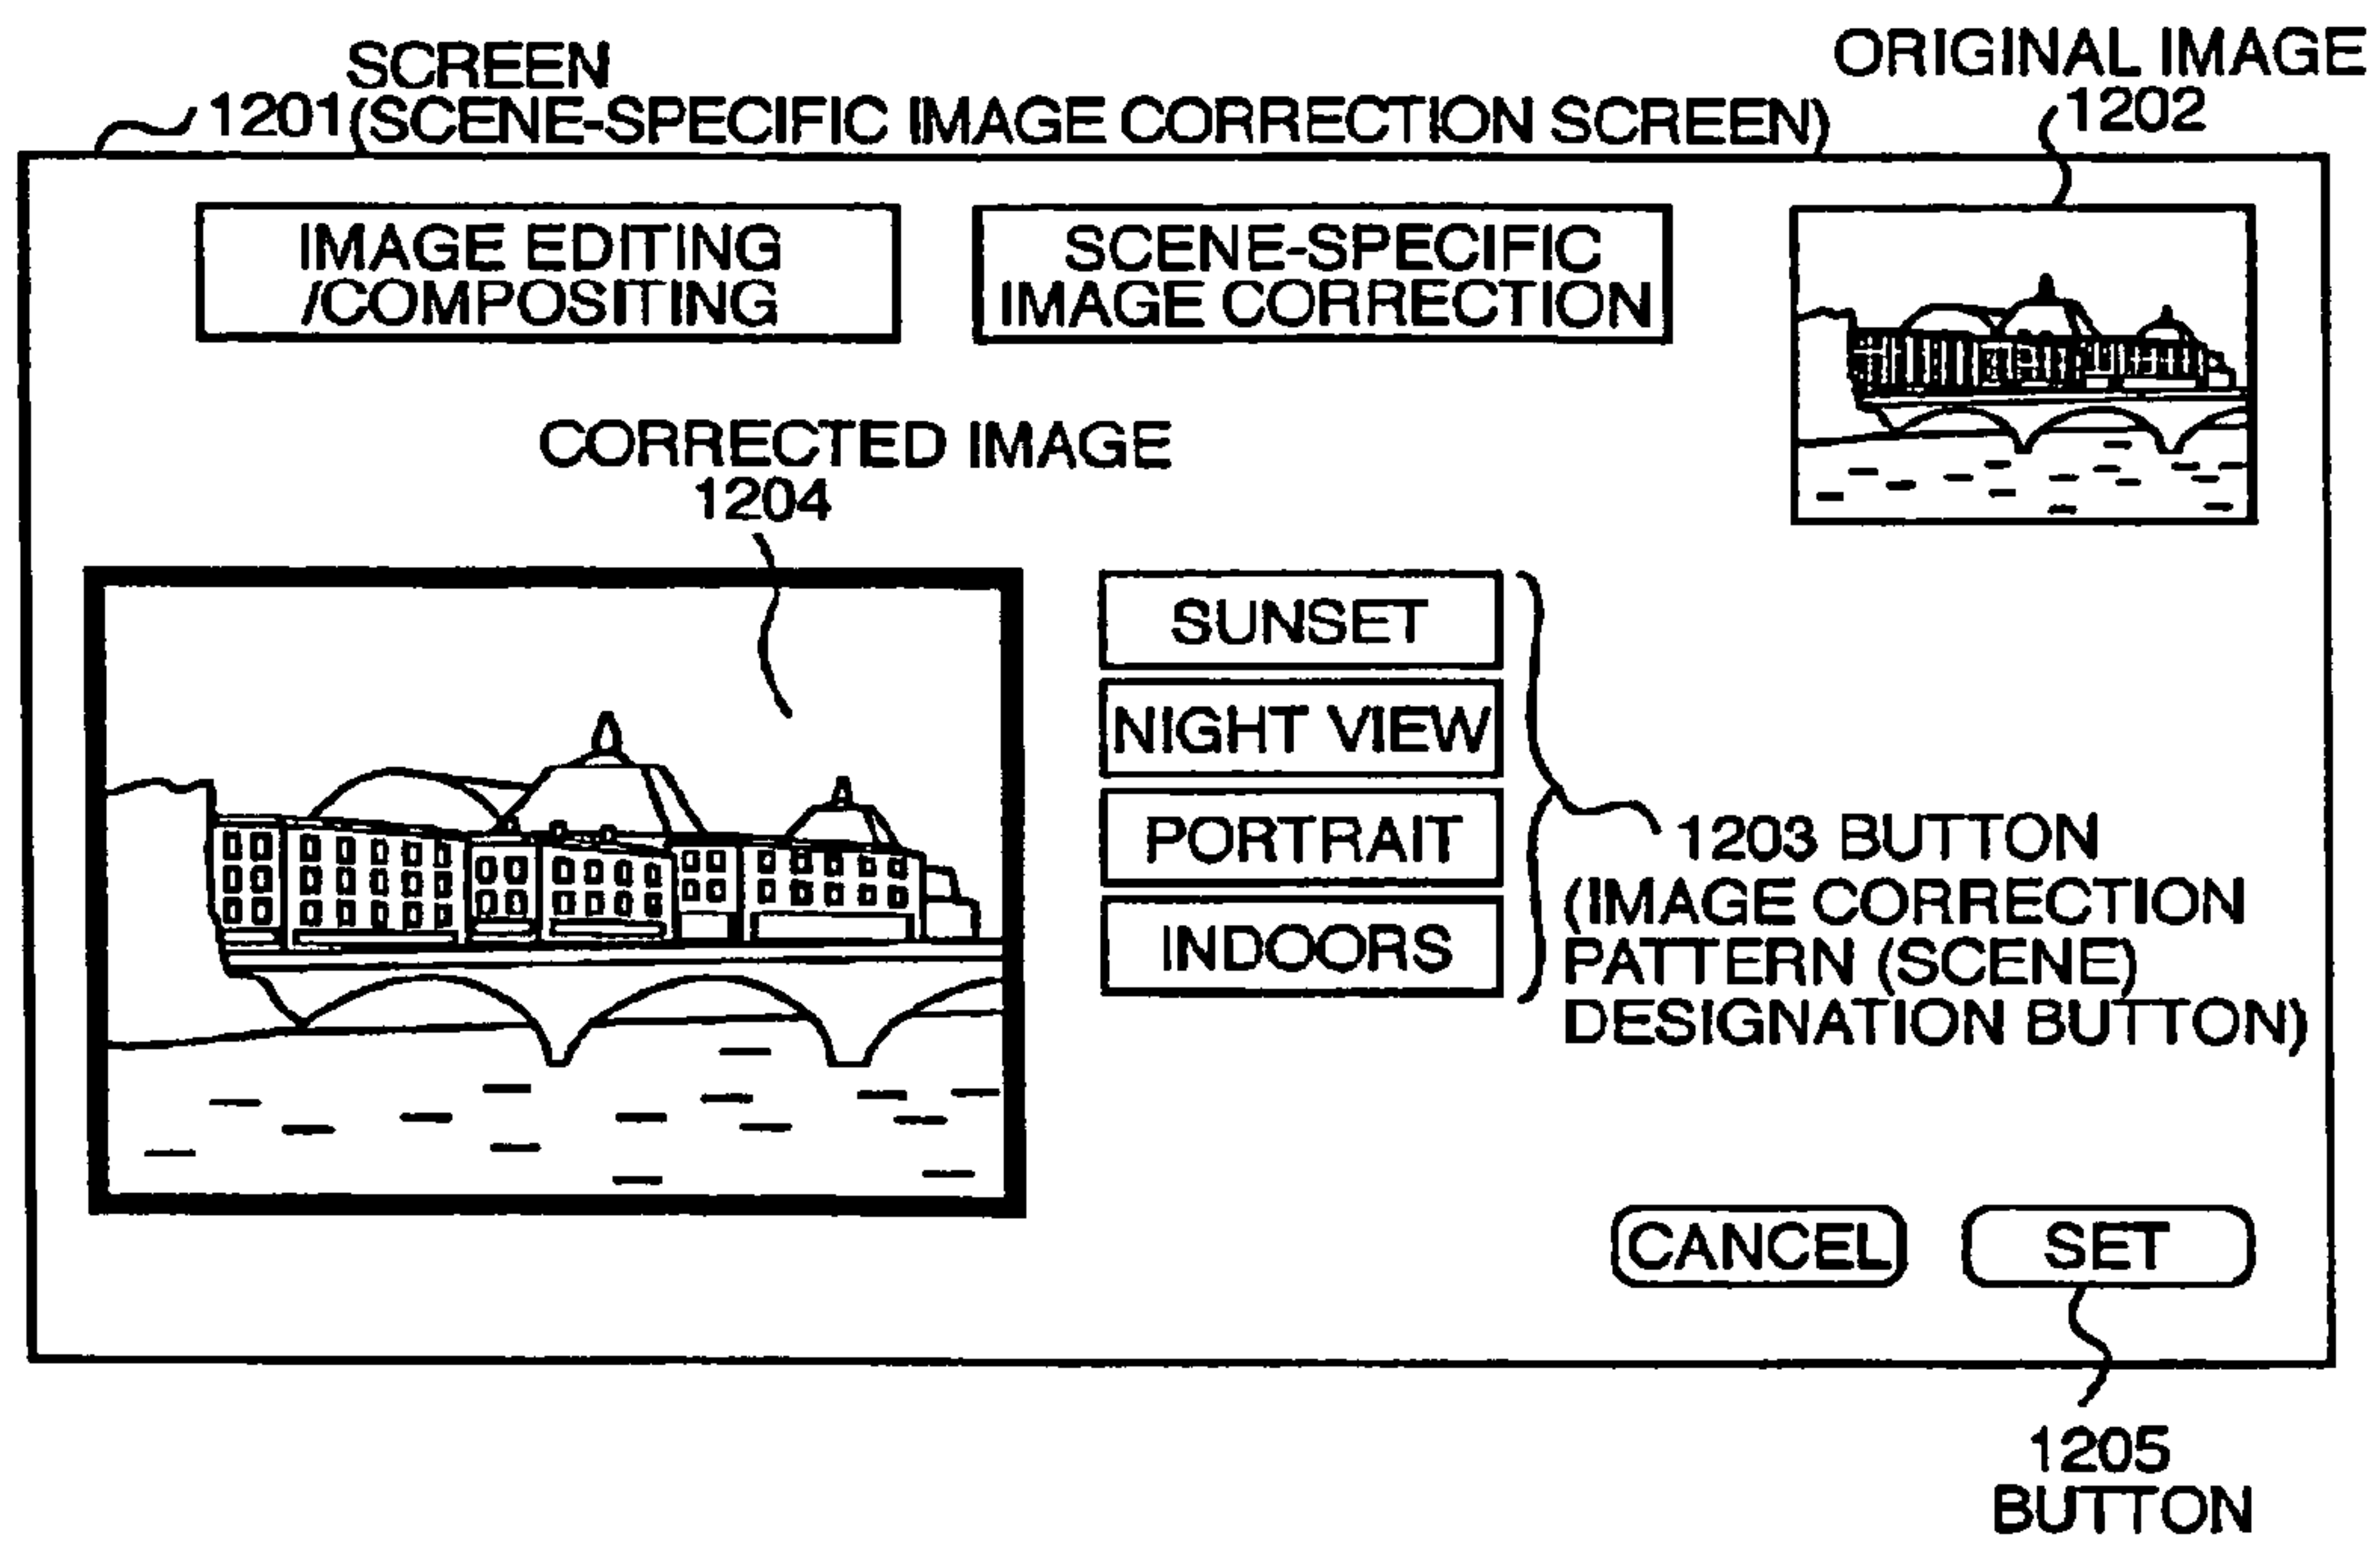 SCREEN
1201 (SCENE-SPECIFIC IMAGE CORRECTION SCREEN)
ORIGINAL IMAGE
1202
IMAGE EDITING
/COMPOSITING
SCENE-SPECIFIC
IMAGE CORRECTION
CORRECTED IMAGE
1204
SUNSET
NIGHT VIEW
PORTRAIT
INDOORS
1203 BUTTON
(IMAGE CORRECTION
PATTERN (SCENE)
DESIGNATION BUTTON)
CANCEL
SET
1205
BUTTON